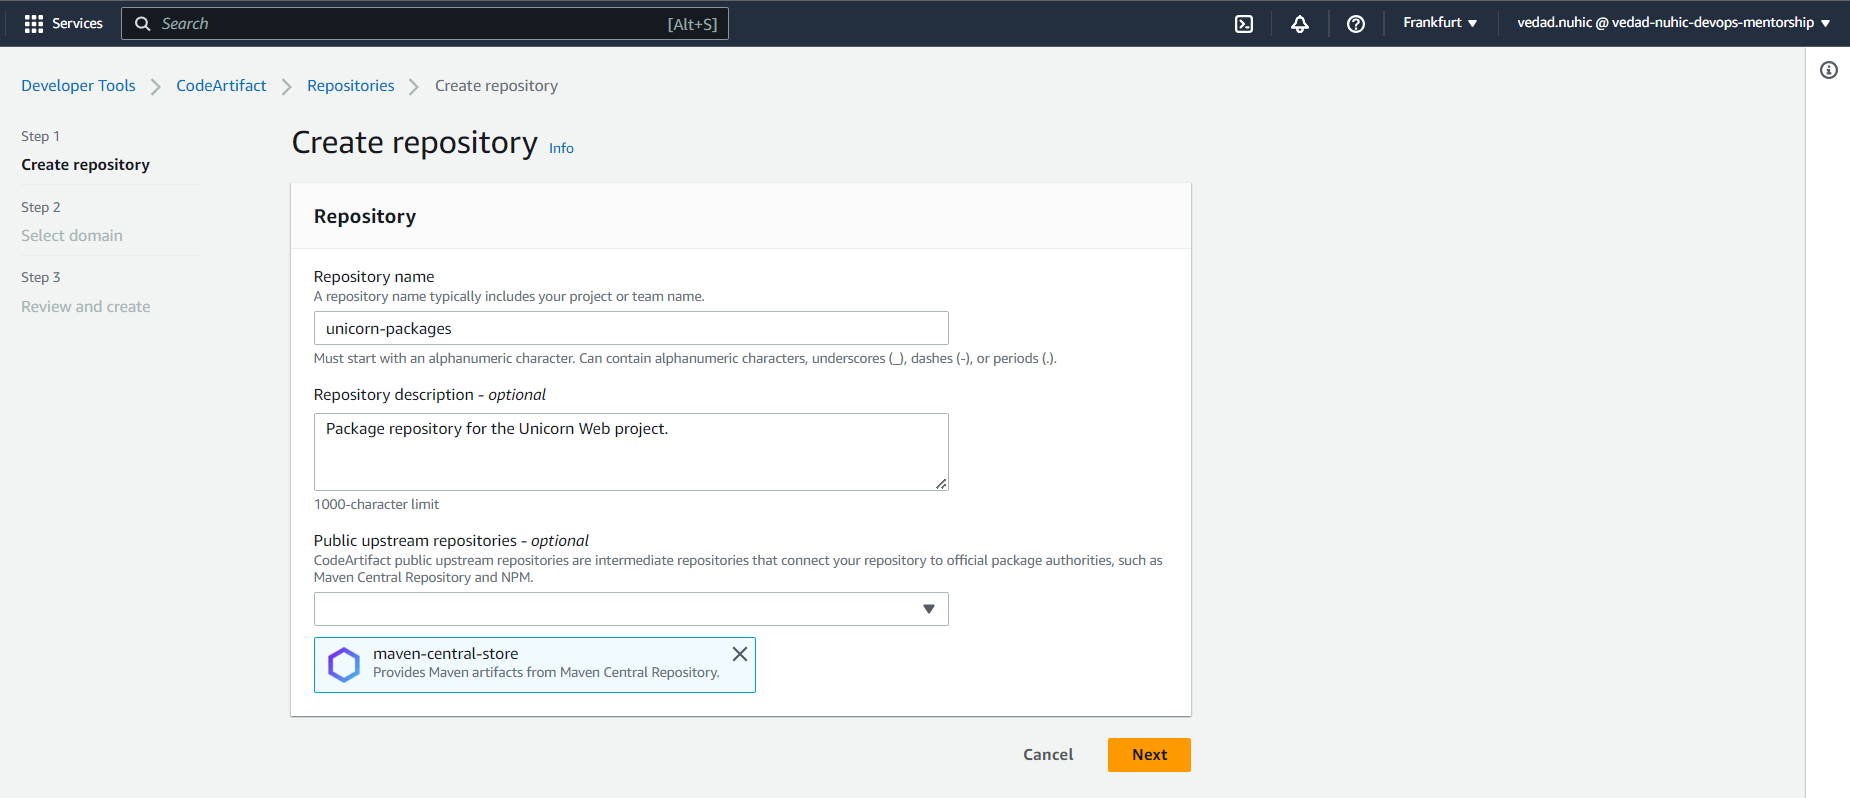 Services
Search [Alt+S]
Frankfurt
vedad.nuhic @ vedad-nuhic-devops-mentorship
Developer Tools
CodeArtifact
Repositories
Create repository
Step 1
Create repository
Step 2
Select domain
Step 3
Review and create
Create repository Info
Repository
Repository name
A repository name typically includes your project or team name.
unicorn-packages
Must start with an alphanumeric character. Can contain alphanumeric characters, underscores (_), dashes (-), or periods (.).
Repository description - optional
Package repository for the Unicorn Web project.
1000-character limit
Public upstream repositories - optional
CodeArtifact public upstream repositories are intermediate repositories that connect your repository to official package authorities, such as
Maven Central Repository and NPM.
maven-central-store
Provides Maven artifacts from Maven Central Repository.
Cancel
Next